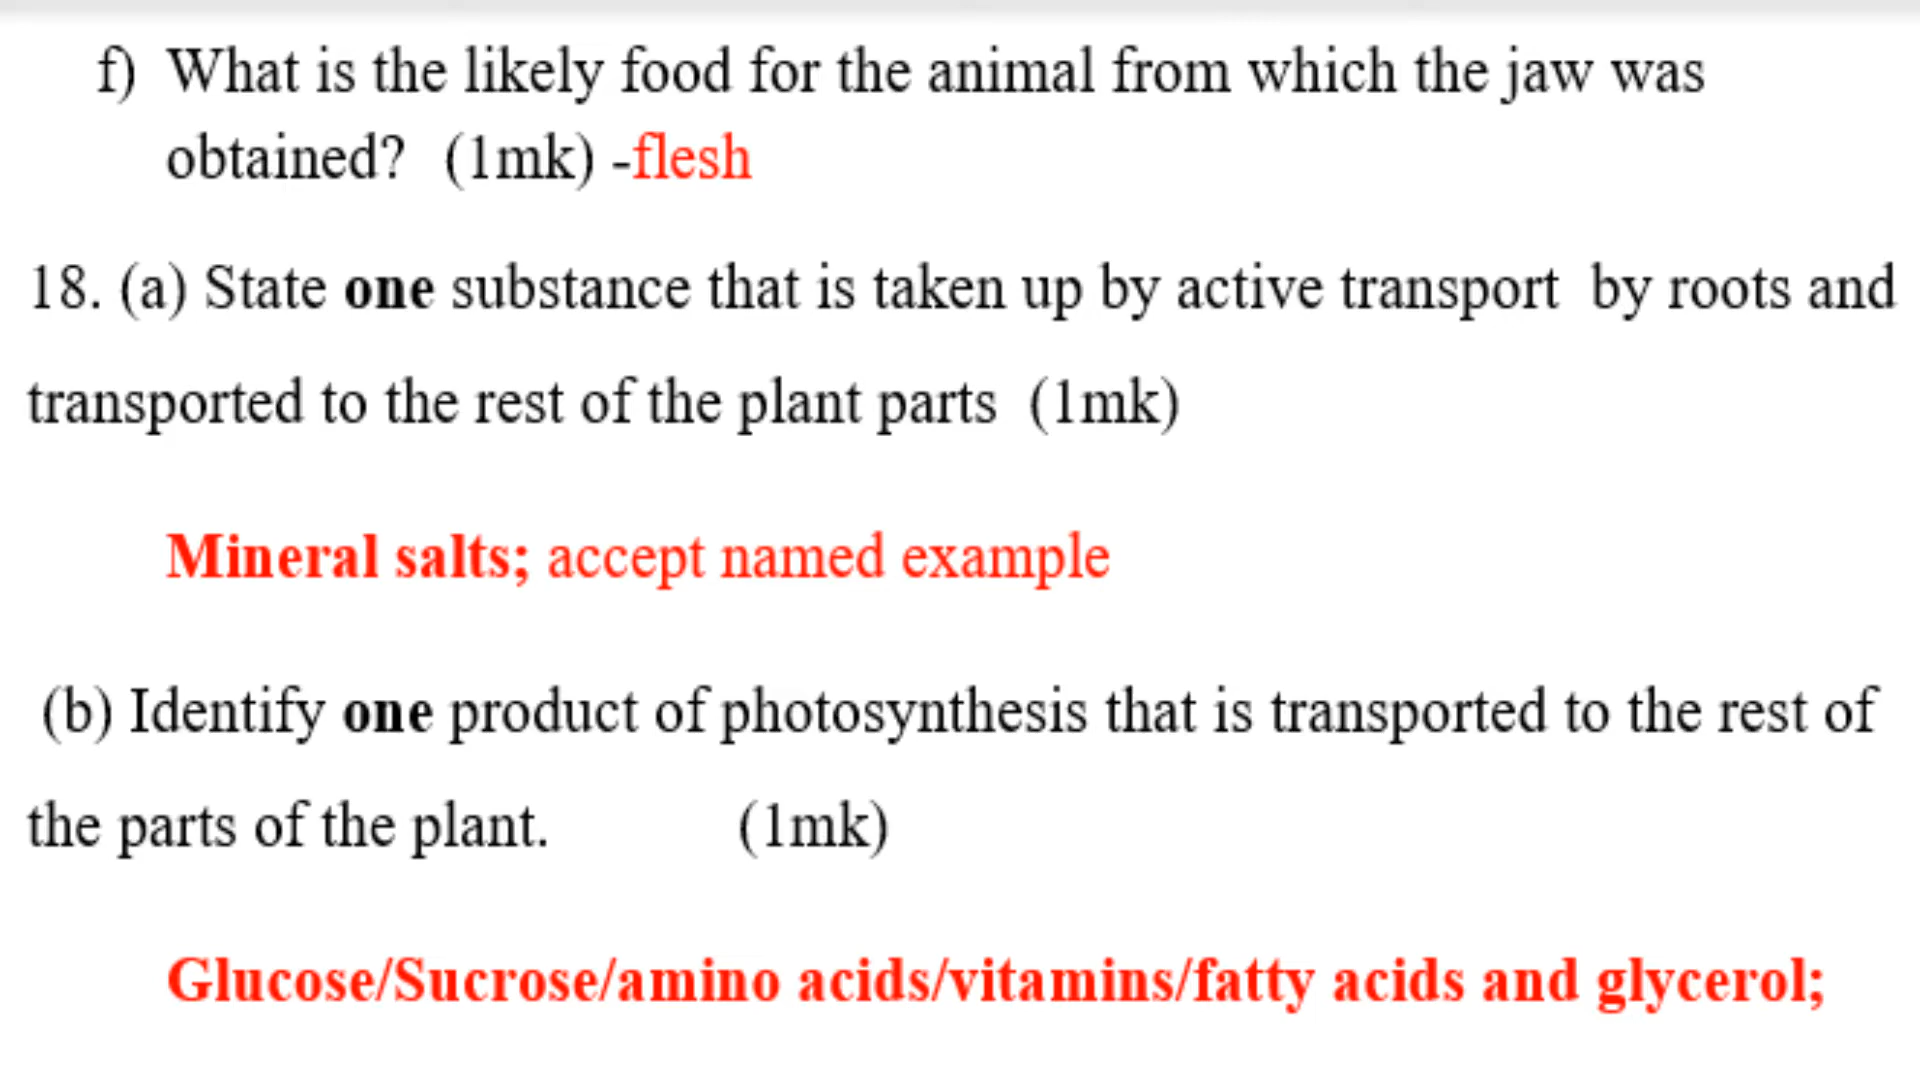 f) What is the likely food for the animal from which the jaw was
obtained? (1mk) -flesh
18. (a) State one substance that is taken up by active transport by roots and
transported to the rest of the plant parts (1mk)
Mineral salts; accept named example
(b) Identify one product of photosynthesis that is transported to the rest of
the parts of the plant. (1mk)
Glucose/Sucrose/amino acids/vitamins/fatty acids and glycerol;